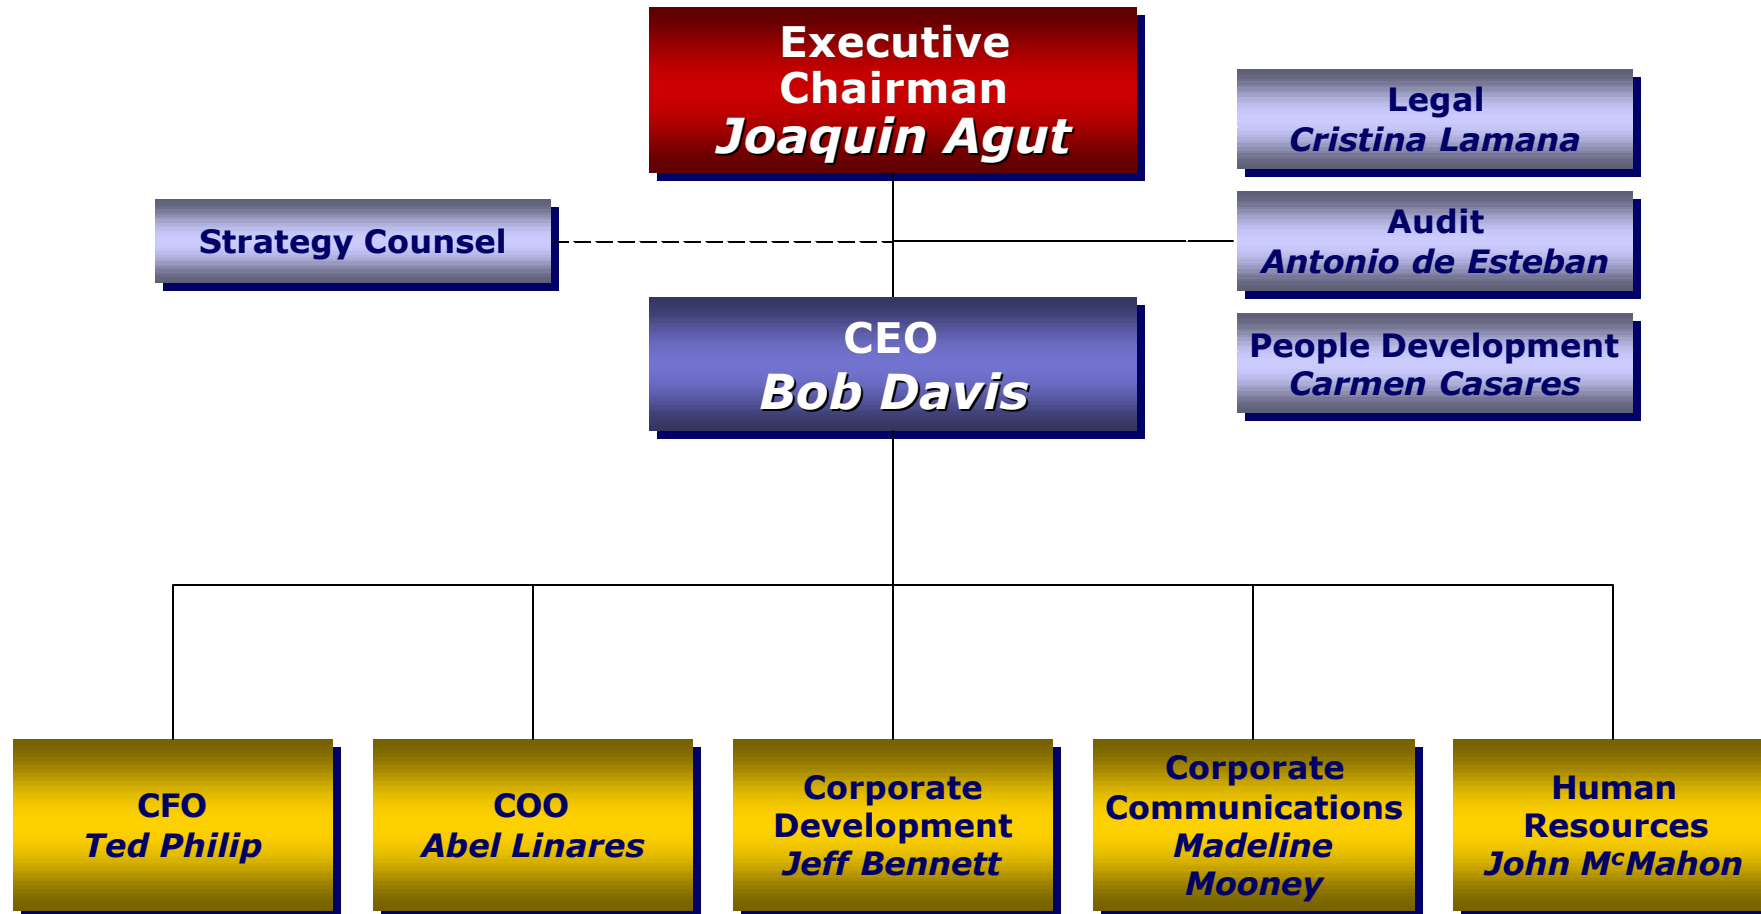 Executive
Chairman
Joaquin Agut
Legal
Cristina Lamana
Strategy Counsel
Audit
Antonio de Esteban
CEO
Bob Davis
People Development
Carmen Casares
CFO
Ted Philip
COO
Abel Linares
Corporate
Development
Jeff Bennett
Corporate
Communications
Madeline
Mooney
Human
Resources
John McMahon